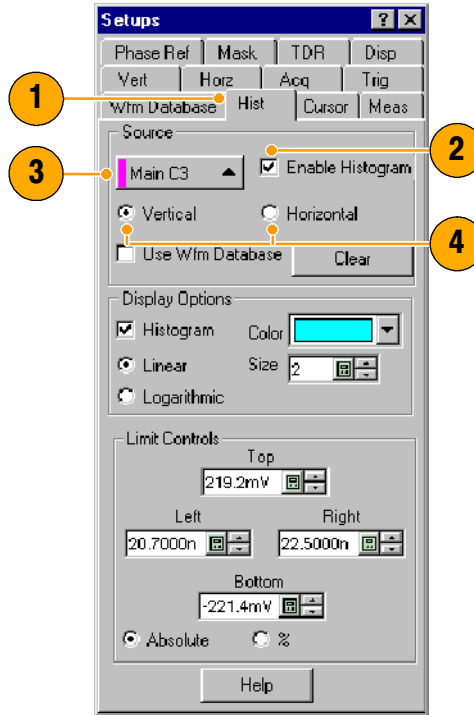 Setups ? X
Phase Ref Mask TDR Disp
Vert Horz Acq Trig
Wfm Database Hist Cursor Meas
1
Source
2
3
Main C3 Enable Histogram
Vertical Horizontal
4
Use Wfm Database Clear
Display Options
Histogram Color
Linear Size 2
Logarithmic
Limit Controls
Top
219.2mV
Left Right
20.7000n 22.5000n
Bottom
-221.4mV
Absolute %
Help